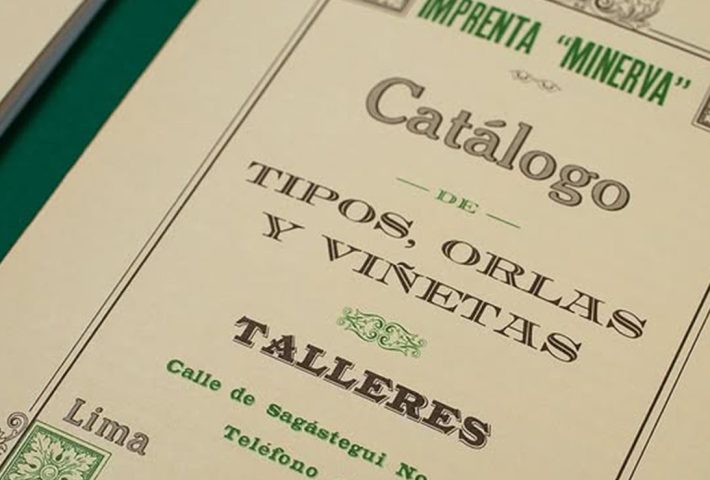 IMPRENTA "MINERVA"
Catálogo
DE
TIPOS, ORLAS
Y VIÑETAS
TALLERES
Calle de Sagástegui No
Teléfono
Lima